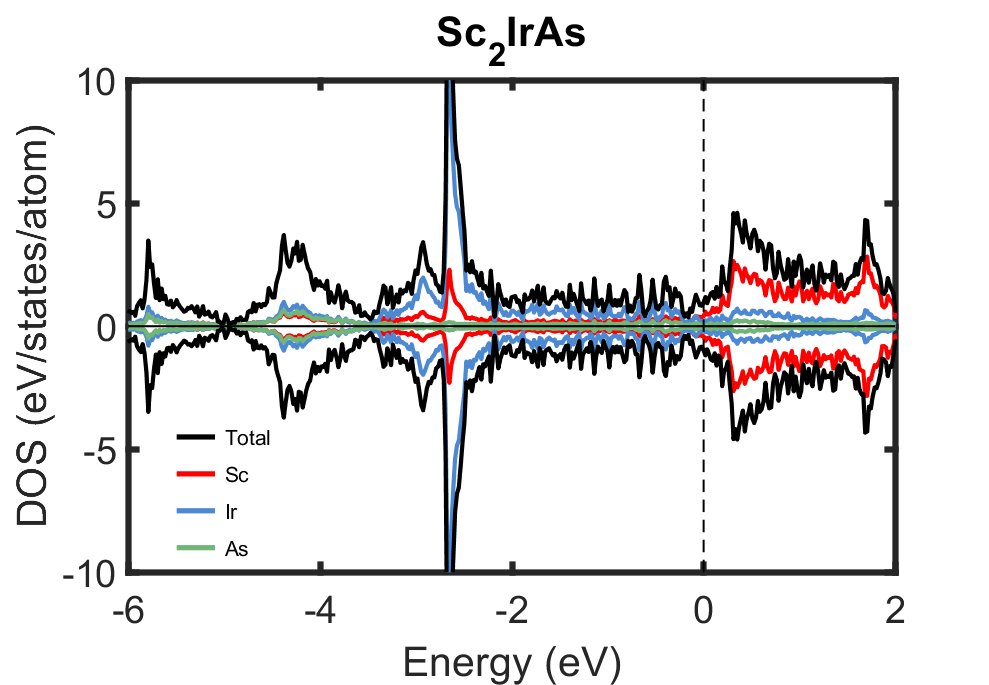 Sc2IrAs
DOS (eV/states/atom)
10
5
0
-5
-10
Total
Sc
Ir
As
-6 -4 -2 0 2
Energy (eV)